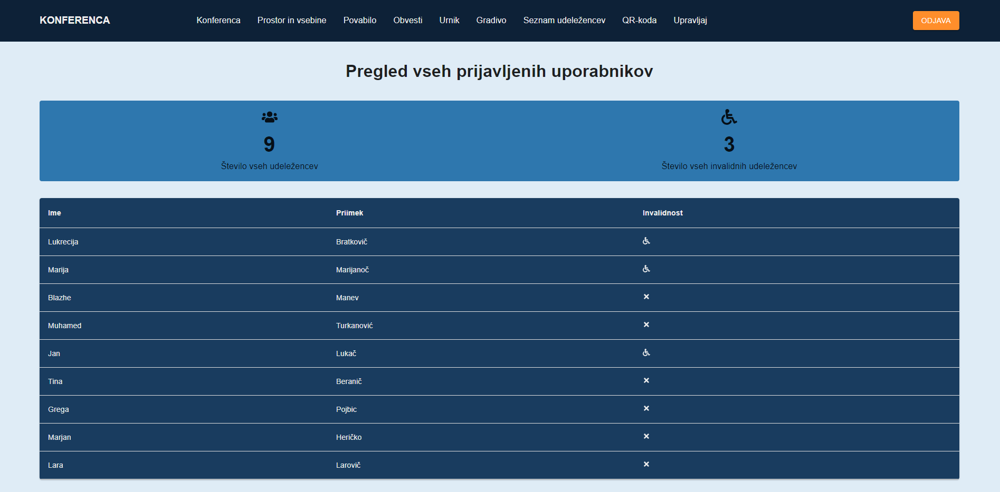 KONFERENCA Konferenca Prostor in vsebine Povabilo Obvesti Urnik Gradivo Seznam udeležencev QR-koda Upravljaj ODJAVA
Pregled vseh prijavljenih uporabnikov
9 3
Število vseh udeležencev Število vseh invalidnih udeležencev
Ime Priimek Invalidnost
Lukrecija Bratkovič
Marija Marijanoč
Blazhe Manev
Muhamed Turkanović
Jan Lukač
Tina Beranič
Grega Pojbic
Marjan Heričko
Lara Larovič